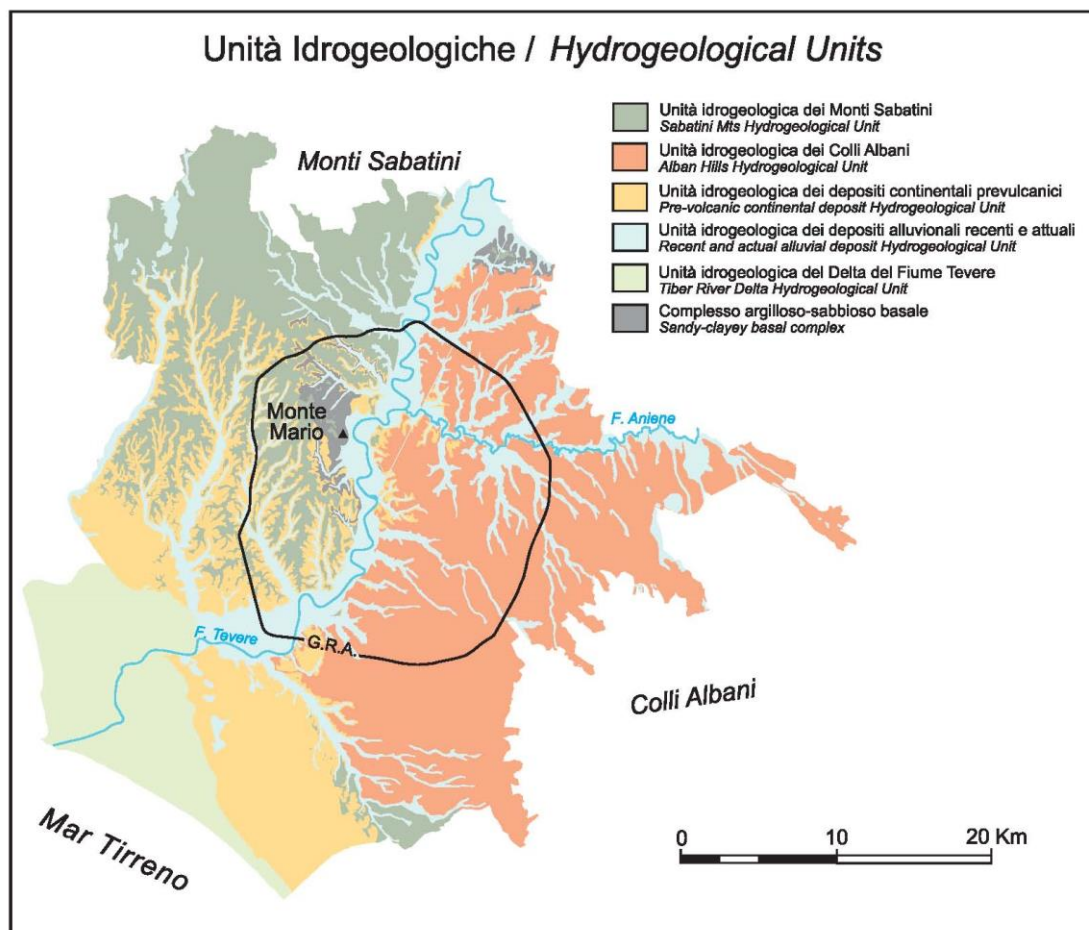 Unità Idrogeologiche / Hydrogeological Units
Unità idrogeologica dei Monti Sabatini
Sabatini Mts Hydrogeological Unit
Unità idrogeologica dei Colli Albani
Alban Hills Hydrogeological Unit
Unità idrogeologica dei depositi continentali prevulcanici
Pre-volcanic continental deposit Hydrogeological Unit
Unità idrogeologica dei depositi alluvionali recenti e attuali
Recent and actual alluvial deposit Hydrogeological Unit
Unità idrogeologica del Delta del Fiume Tevere
Tiber River Delta Hydrogeological Unit
Complesso argilloso-sabbioso basale
Sandy-clayey basal complex
Monti Sabatini
Monte
Mario
F. Aniene
F. Tevere
G.R.A.
Colli Albani
Mar Tirreno
0 10 20 Km